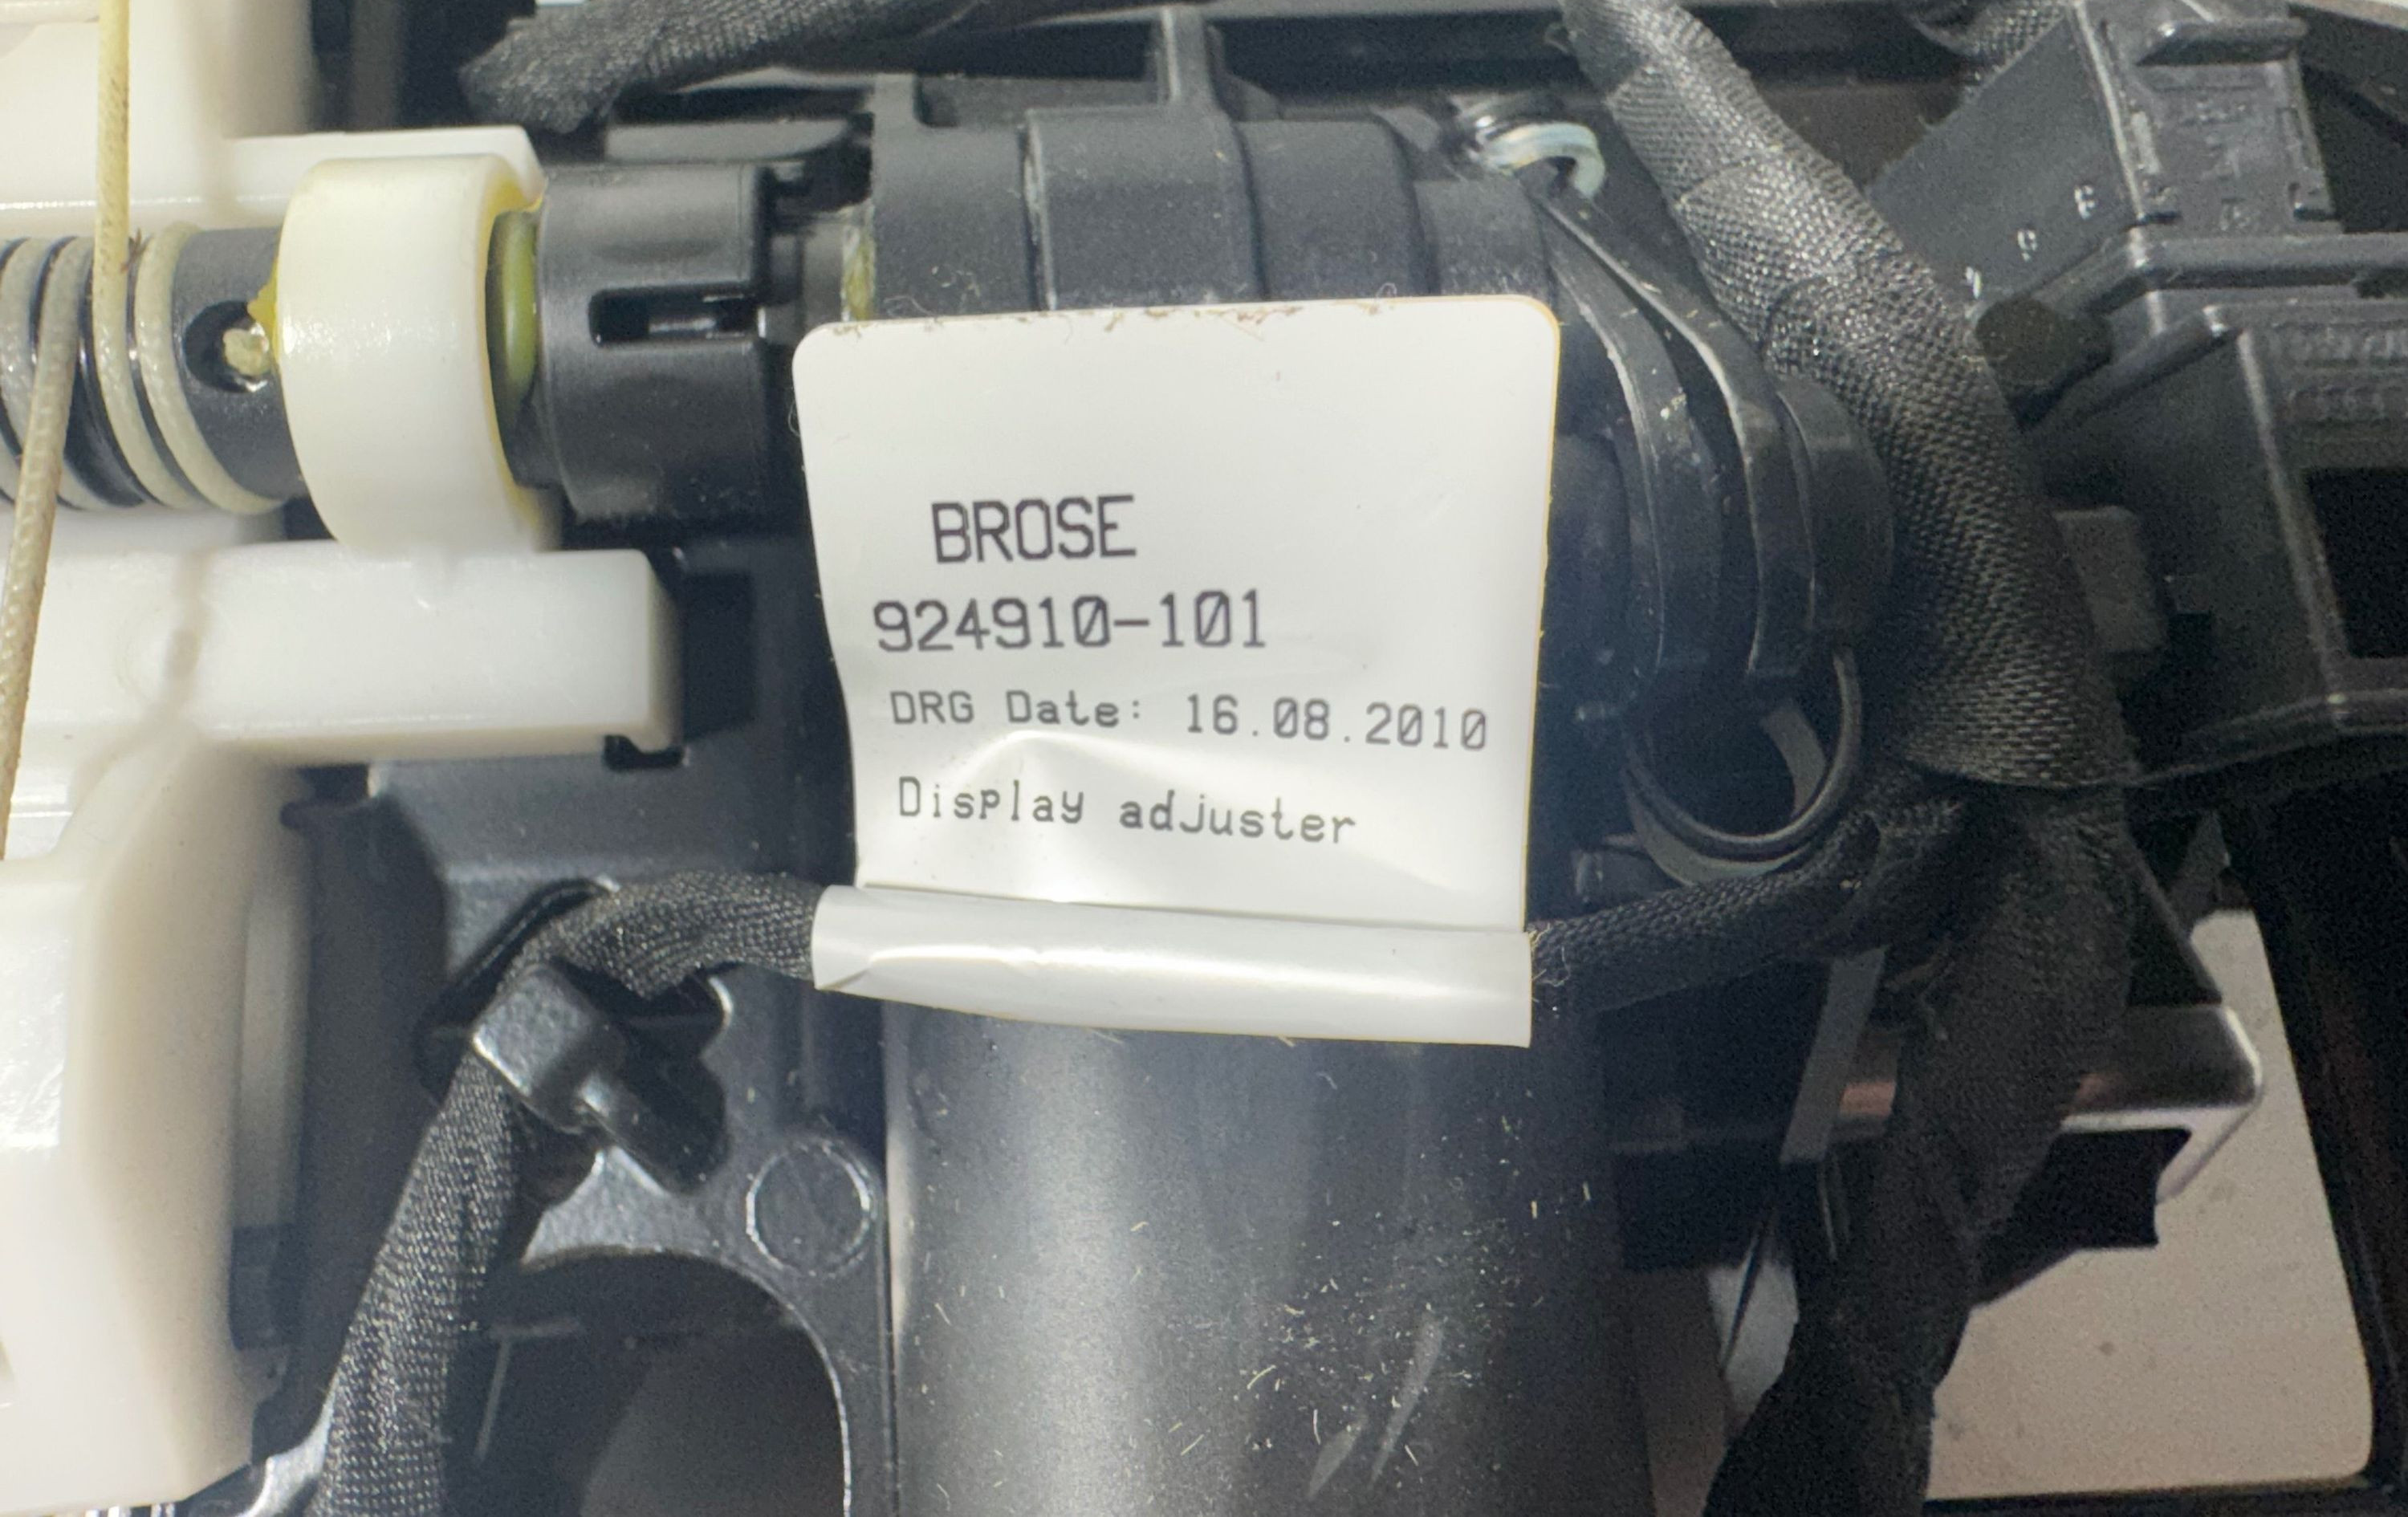 BROSE
924910-101
DRG Date: 16.08.2010
Display adjuster